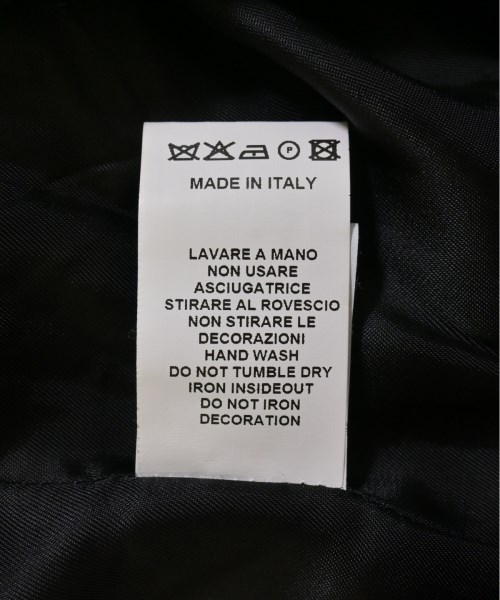 P
MADE IN ITALY
LAVARE A MANO
NON USARE
ASCIUGATRICE
STIRARE AL ROVESCIO
NON STIRARE LE
DECORAZIONI
HAND WASH
DO NOT TUMBLE DRY
IRON INSIDEOUT
DO NOT IRON
DECORATION